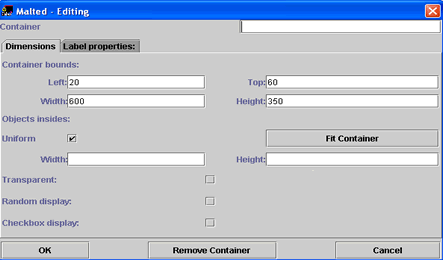 Malted - Editing
Container
Dimensions Label properties:
Container bounds:
Left: 20 Top: 60
Width: 600 Height: 350
Objects insides:
Uniform Fit Container
Width: Height:
Transparent:
Random display:
Checkbox display:
OK Remove Container Cancel